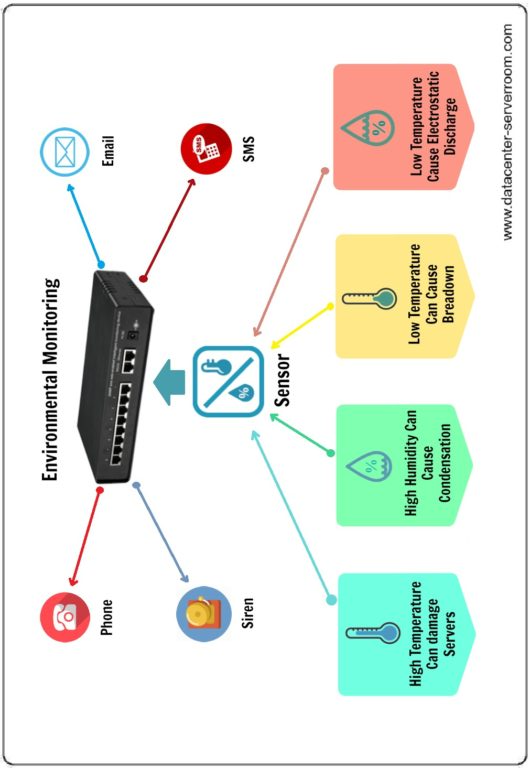 Environmental Monitoring
Phone
Email
Siren
SMS
SMS
Sensor
High Temperature
Can damage
Servers
High Humidity Can
Cause
Condensation
Low Temperature
Can Cause
Breadown
Low Temperature
Cause Electrostatic
Discharge
%
%
%
www.datacenter-serverroom.com